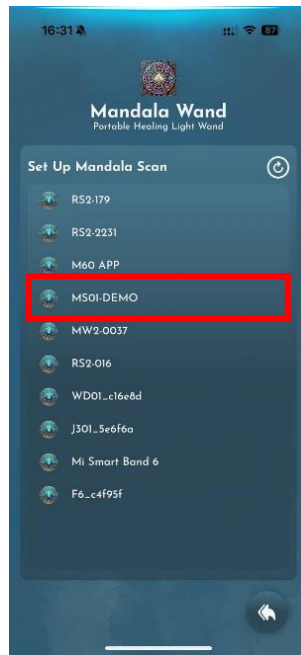 16:31
87
Mandala Wand
Portable Healing Light Wand
Set Up Mandala Scan
RS2-179
RS2-2231
M60 APP
MS01-DEMO
MW2-0037
RS2-016
WD01_c16e8d
J301_5e6f6a
Mi Smart Band 6
F6_c4f95f